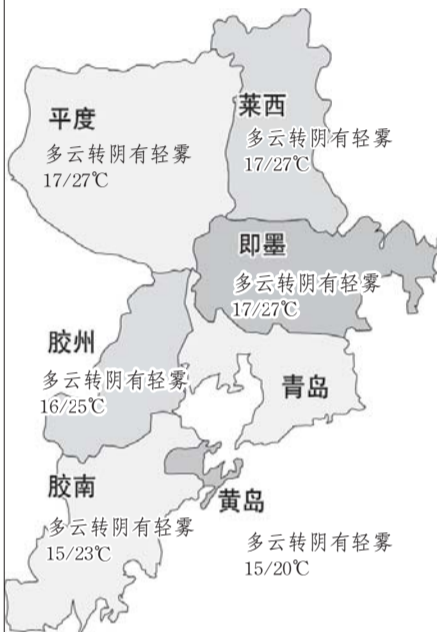 平度
多云转阴有轻雾
17/27℃
莱西
多云转阴有轻雾
17/27℃
即墨
多云转阴有轻雾
17/27℃
胶州
多云转阴有轻雾
16/25℃
青岛
胶南
多云转阴有轻雾
15/23℃
黄岛
多云转阴有轻雾
15/20℃